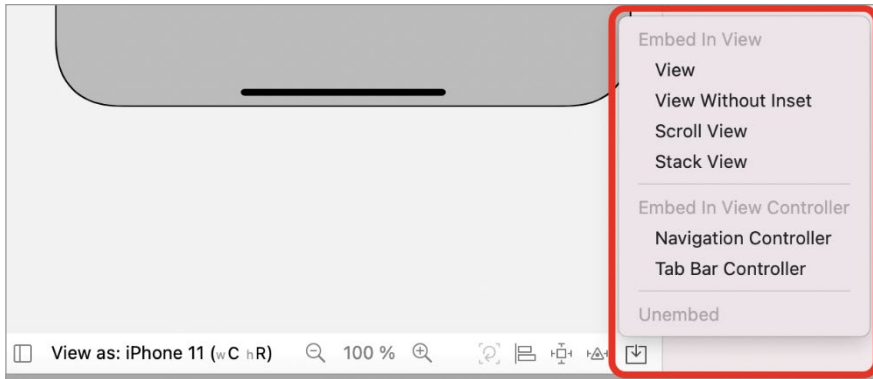 Embed In View
View
View Without Inset
Scroll View
Stack View
Embed In View Controller
Navigation Controller
Tab Bar Controller
Unembed
View as: iPhone 11 (wC hR) 100 %